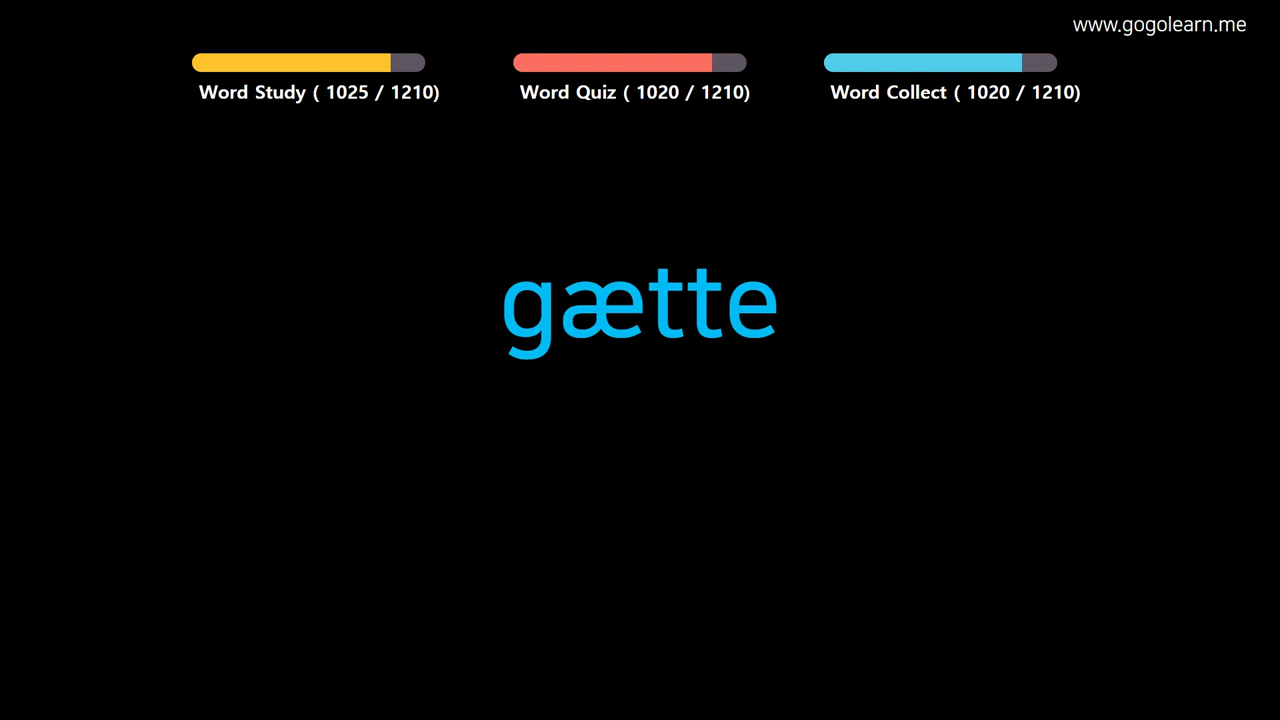 www.gogolearn.me
Word Study ( 1025 / 1210)
Word Quiz ( 1020 / 1210)
Word Collect ( 1020 / 1210)
gætte